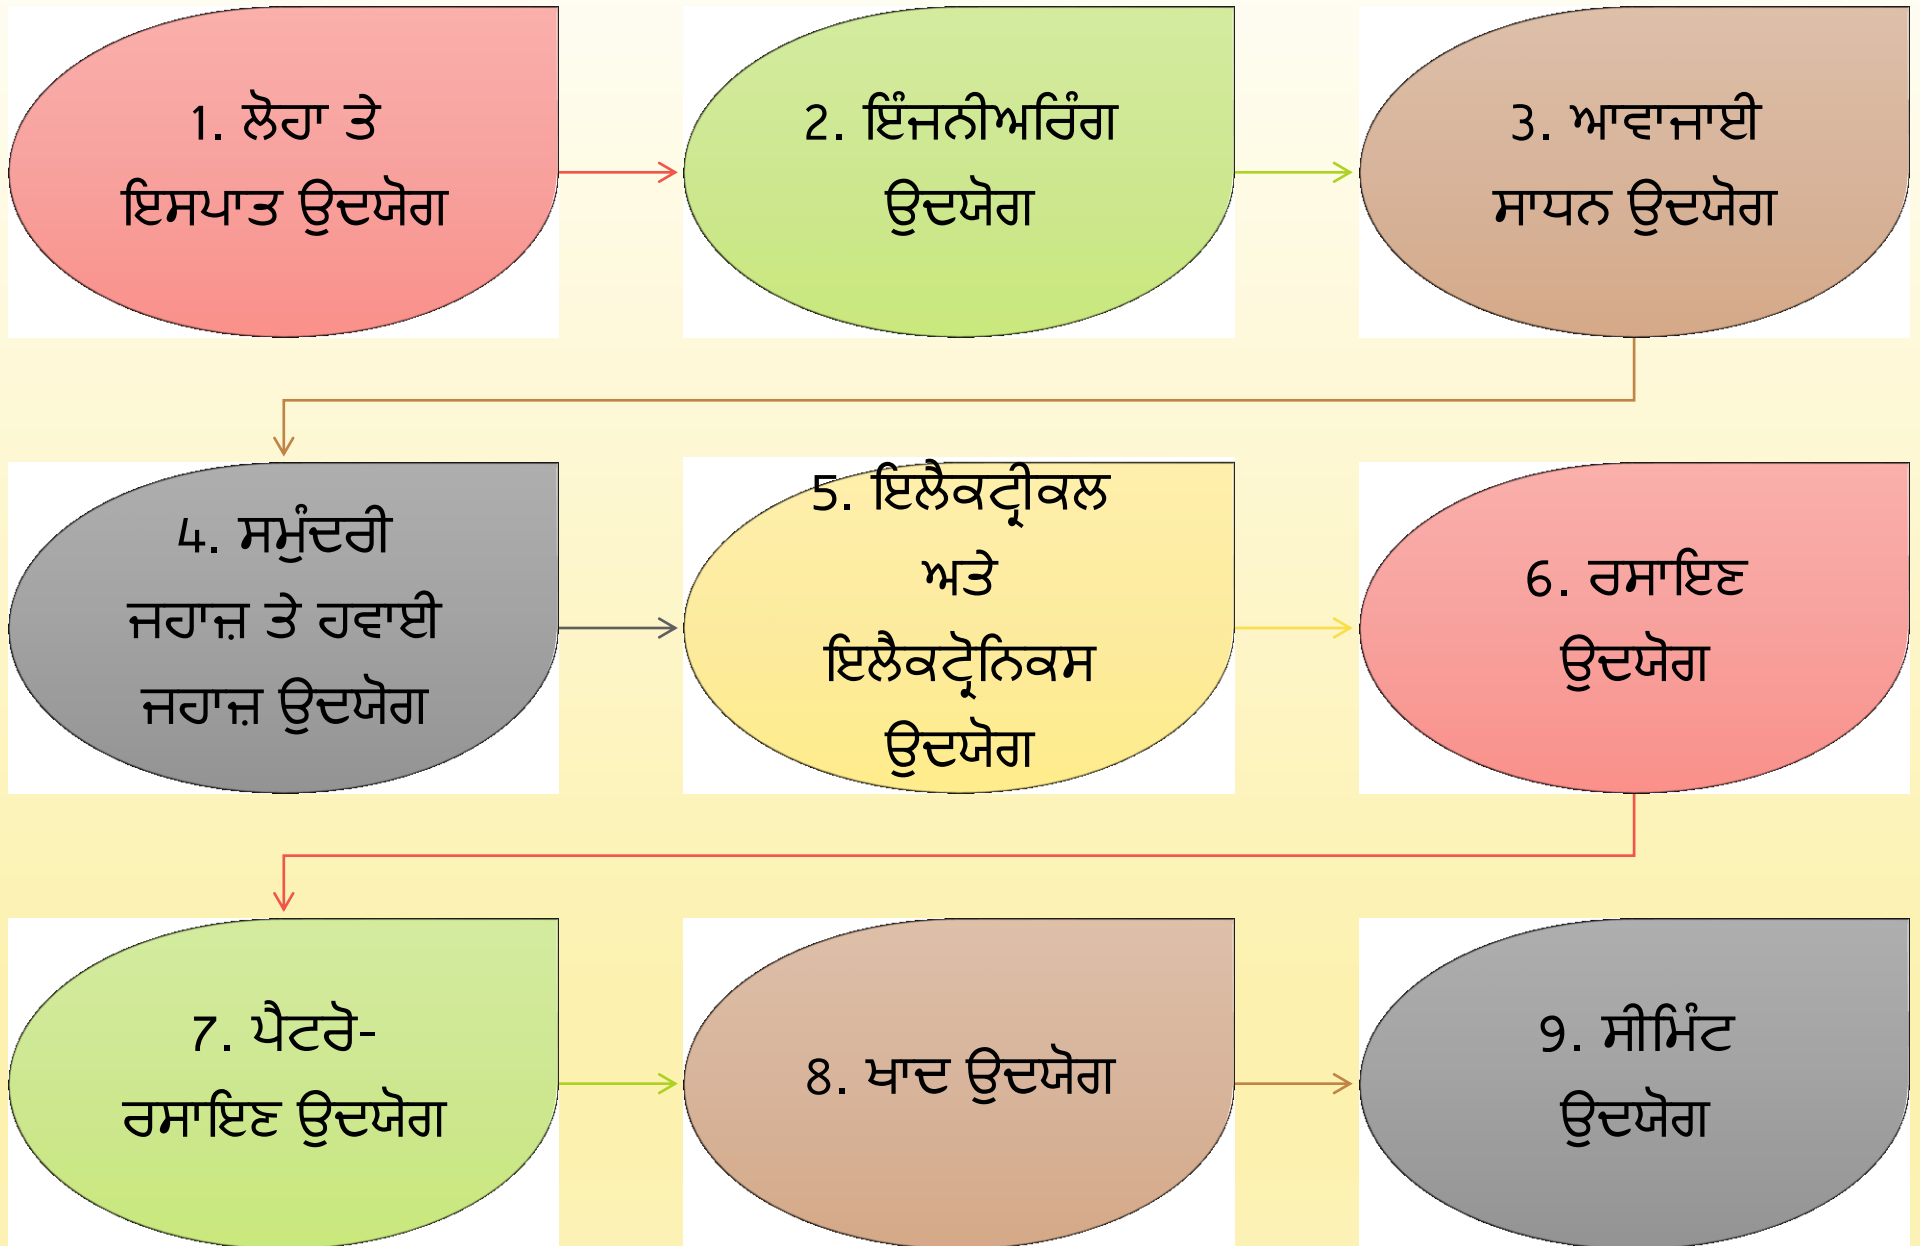 1. ਲੋਹਾ ਤੇ
ਇਸਪਾਤ ਉਦਯੋਗ
2. ਇੰਜਨੀਅਰਿੰਗ
ਉਦਯੋਗ
3. ਆਵਾਜਾਈ
ਸਾਧਨ ਉਦਯੋਗ
4. ਸਮੁੰਦਰੀ
ਜਹਾਜ਼ ਤੇ ਹਵਾਈ
ਜਹਾਜ਼ ਉਦਯੋਗ
5. ਇਲੈਕਟ੍ਰੀਕਲ
ਅਤੇ
ਇਲੈਕਟ੍ਰੋਨਿਕਸ
ਉਦਯੋਗ
6. ਰਸਾਇਣ
ਉਦਯੋਗ
7. ਪੈਟਰੋ-
ਰਸਾਇਣ ਉਦਯੋਗ
8. ਖਾਦ ਉਦਯੋਗ
9. ਸੀਮਿੰਟ
ਉਦਯੋਗ